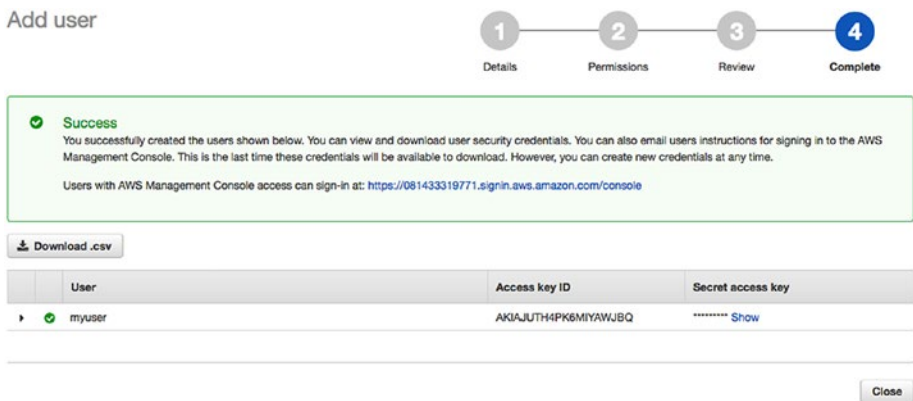 Add user
1 2 3 4
Details Permissions Review Complete
Success
You successfully created the users shown below. You can view and download user security credentials. You can also email users instructions for signing in to the AWS
Management Console. This is the last time these credentials will be available to download. However, you can create new credentials at any time.
Users with AWS Management Console access can sign-in at: https://081433319771.signin.aws.amazon.com/console
Download .csv
User Access key ID Secret access key
myuser AKIAJUTH4PK6MIYAWJBQ ********* Show
Close